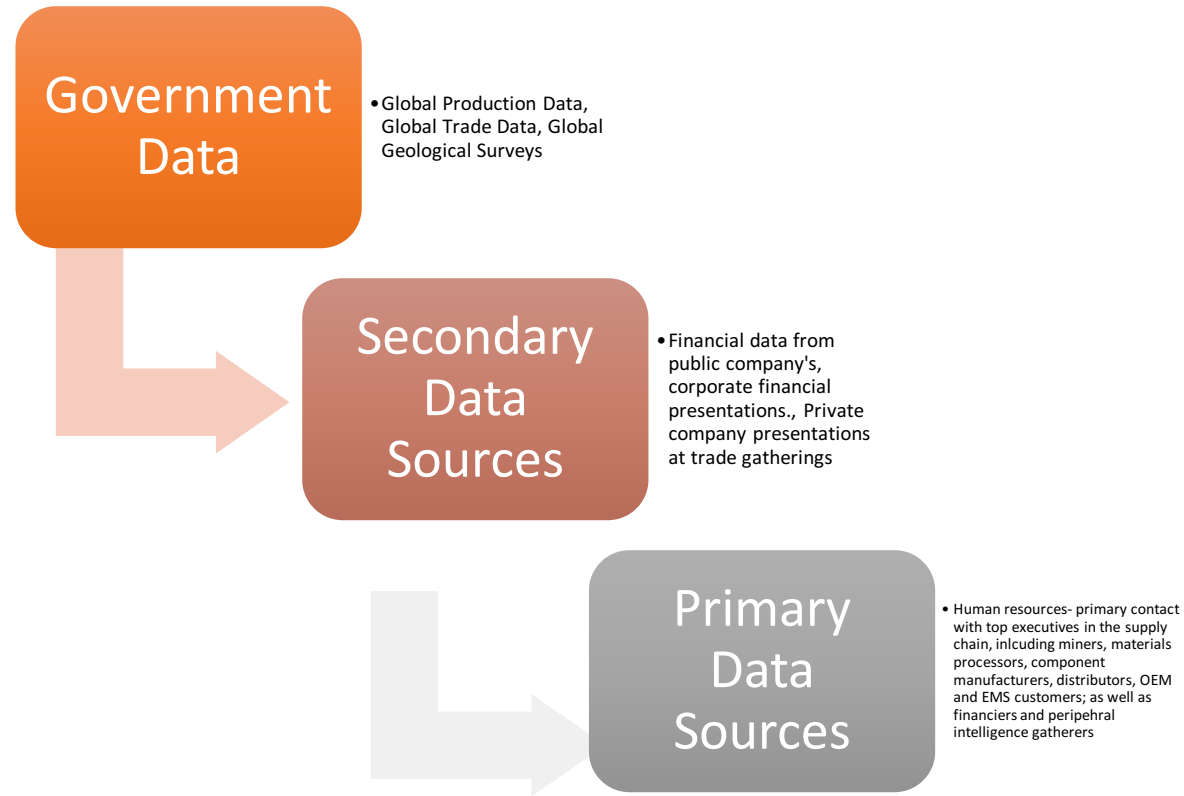 Government
Data
•Global Production Data,
Global Trade Data, Global
Geological Surveys
Secondary
Data
Sources
•Financial data from
public company's,
corporate financial
presentations., Private
company presentations
at trade gatherings
Primary
Data
Sources
• Human resources- primary contact
with top executives in the supply
chain, inlcuding miners, materials
processors, component
manufacturers, distributors, OEM
and EMS customers; as well as
financiers and peripehral
intelligence gatherers